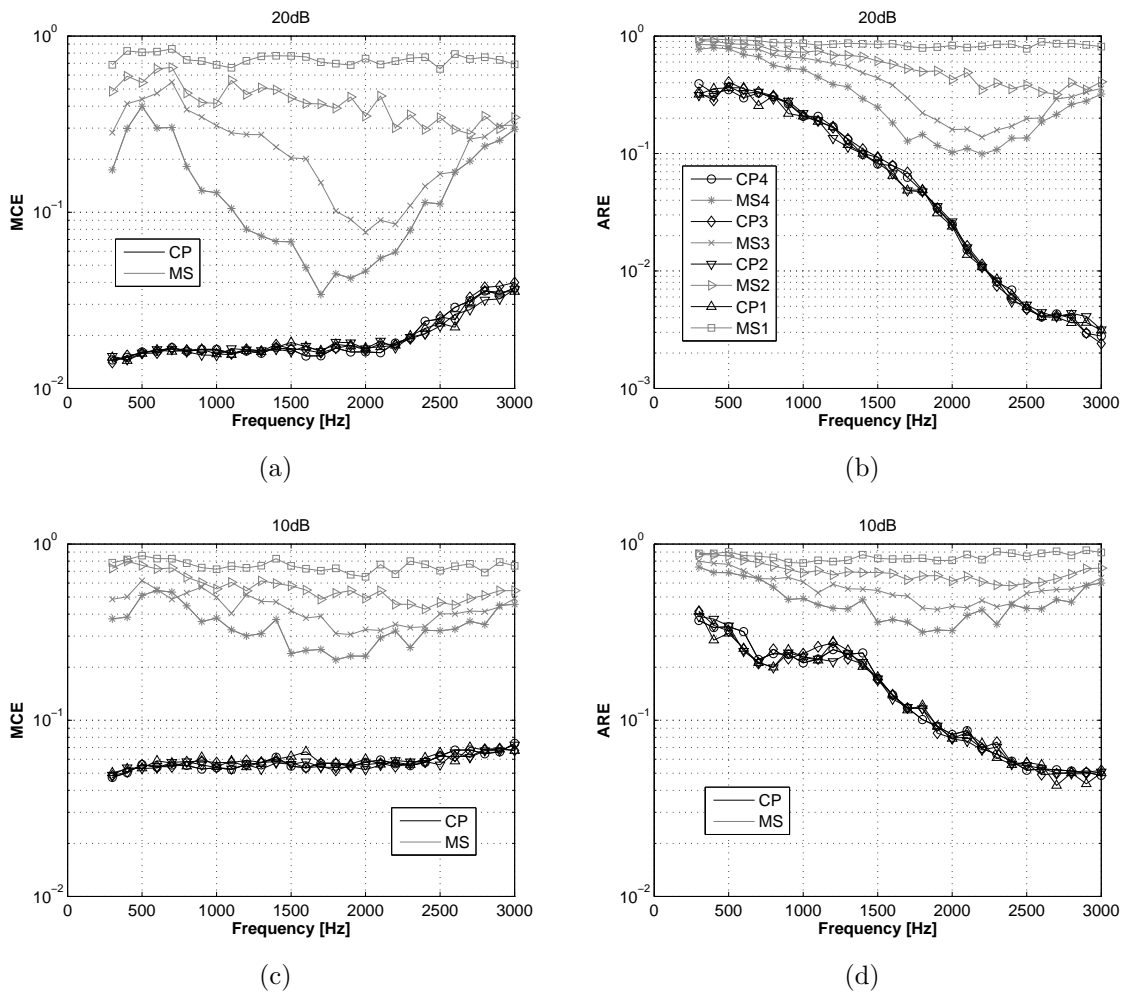 20dB
10^0
10^-1
10^-2
MCE
CP
MS
0 500 1000 1500 2000 2500 3000
Frequency [Hz]
(a)
20dB
10^0
10^-1
10^-2
10^-3
ARE
CP4
MS4
CP3
MS3
CP2
MS2
CP1
MS1
0 500 1000 1500 2000 2500 3000
Frequency [Hz]
(b)
10dB
10^0
10^-1
10^-2
MCE
CP
MS
0 500 1000 1500 2000 2500 3000
Frequency [Hz]
(c)
10dB
10^0
10^-1
10^-2
ARE
CP
MS
0 500 1000 1500 2000 2500 3000
Frequency [Hz]
(d)